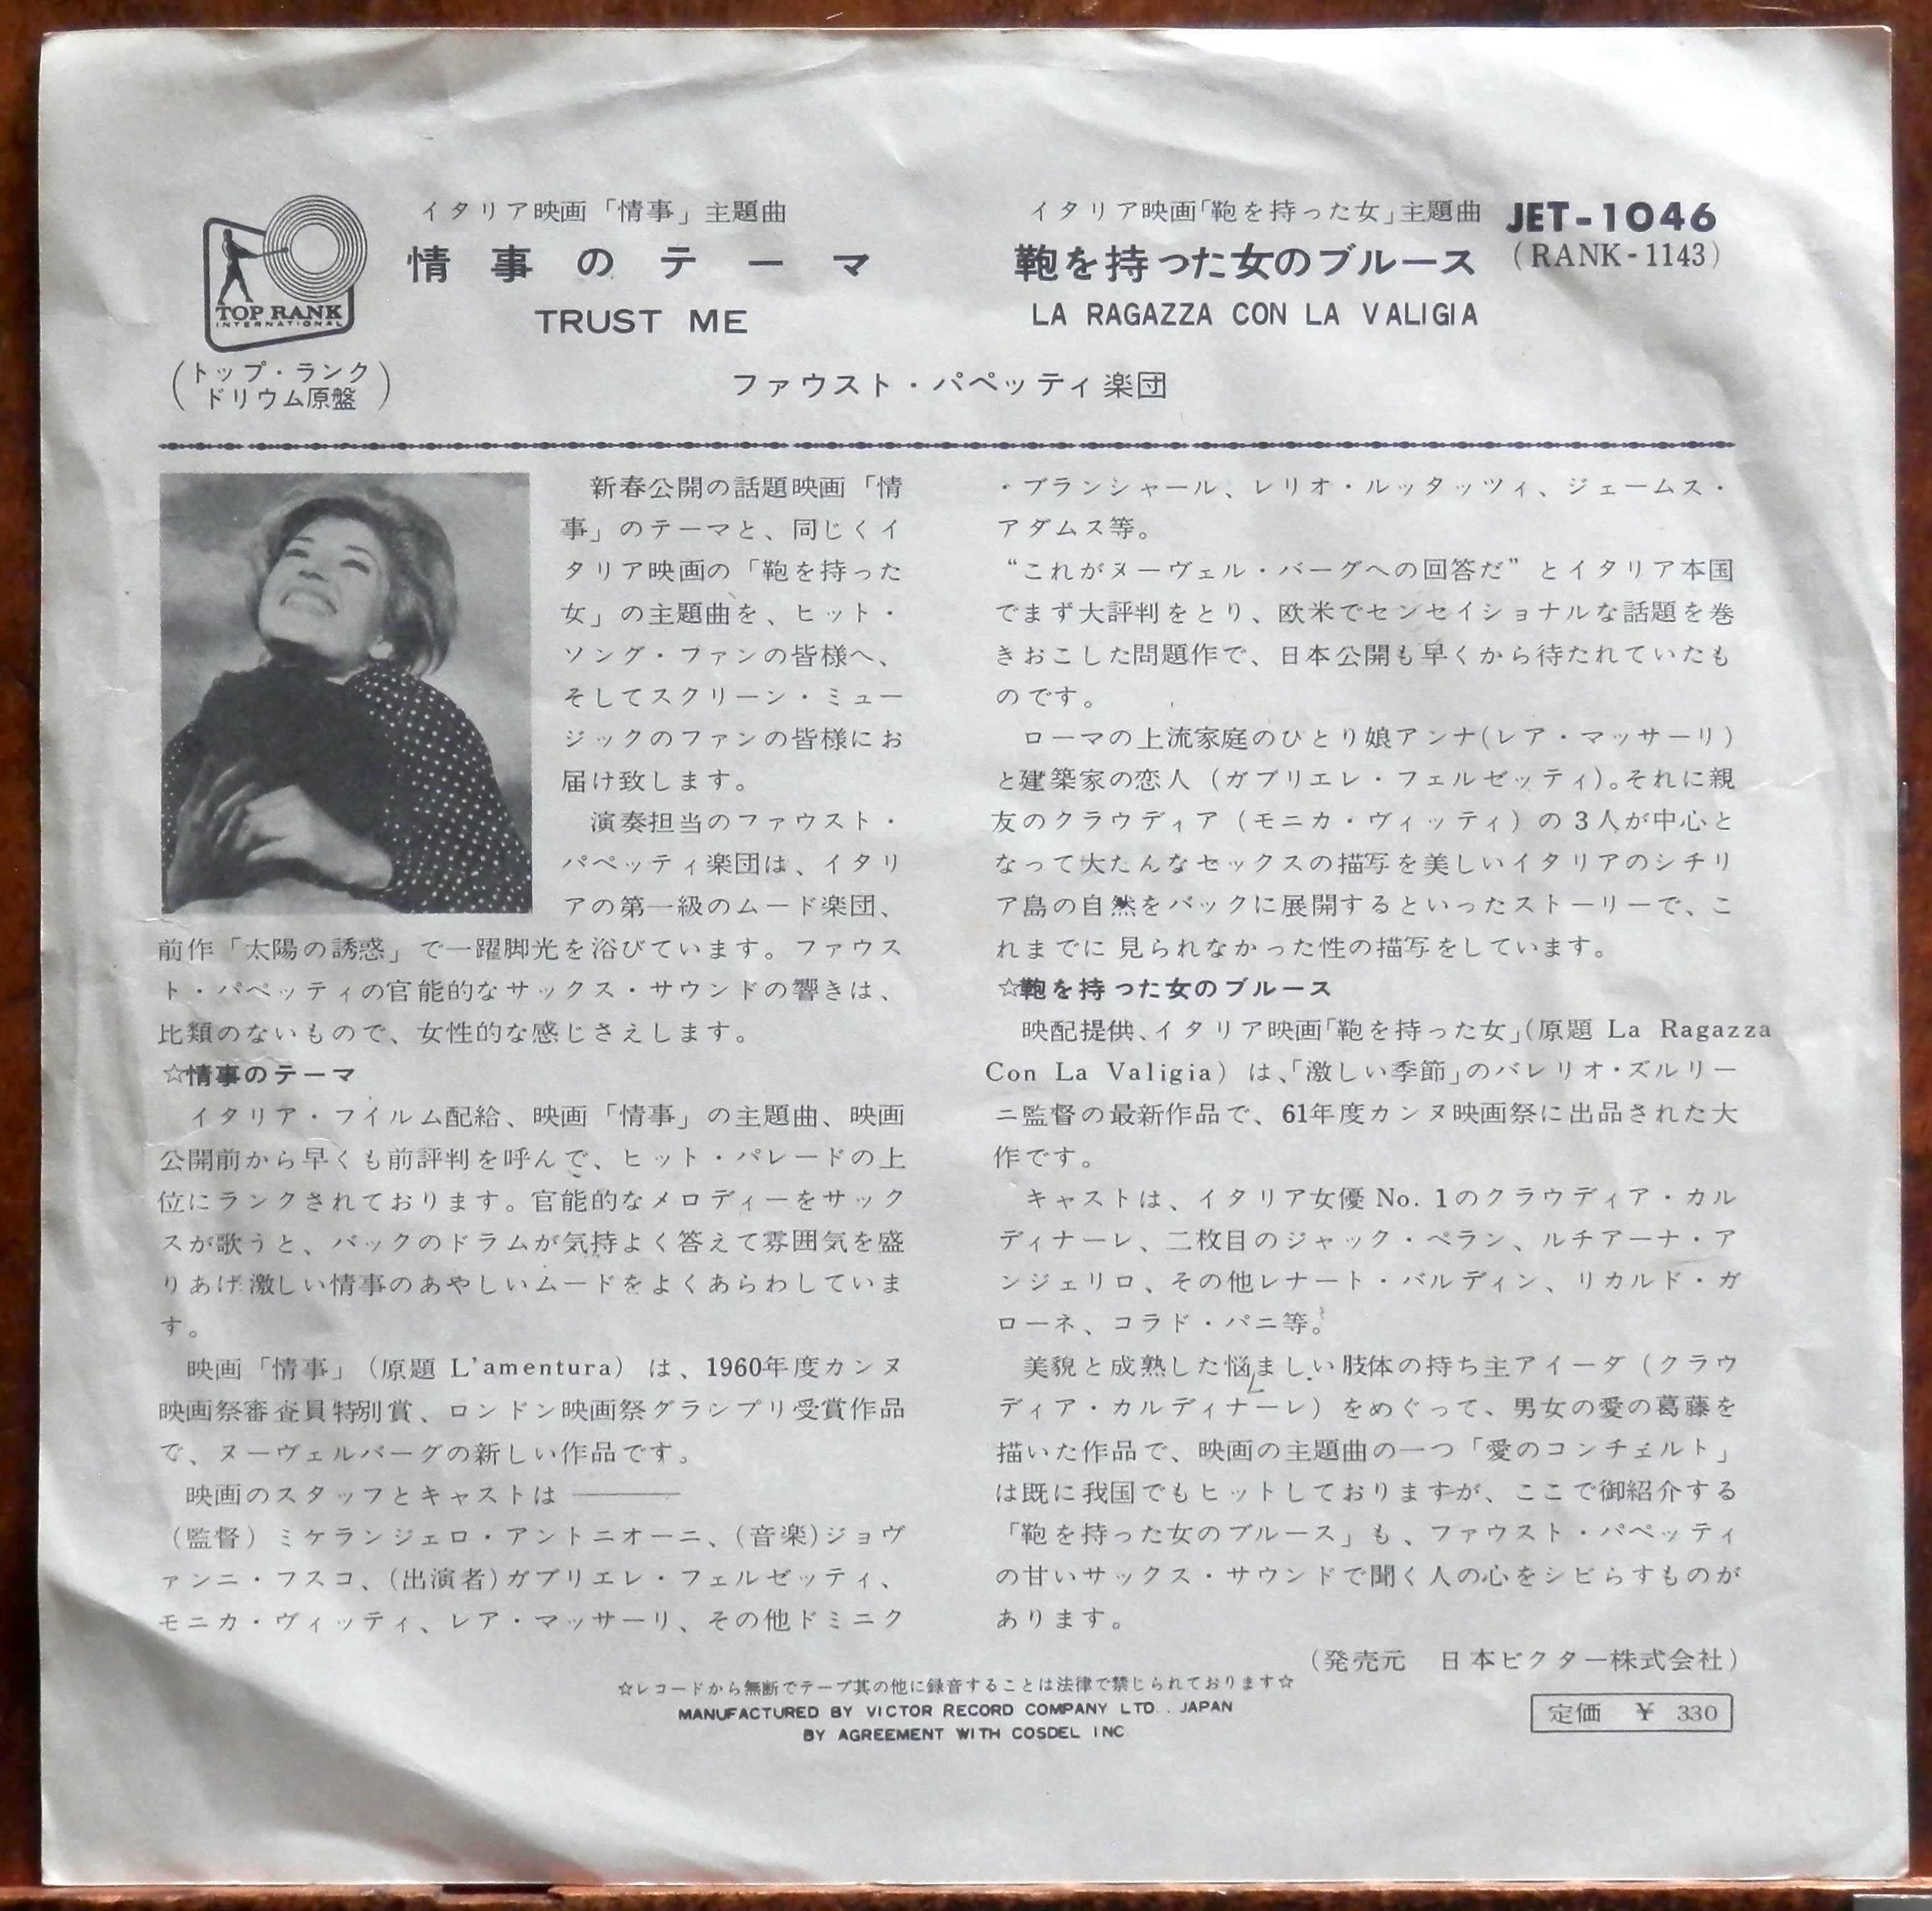 イタリア映画「情事」主題曲
情事のテーマ
TRUST ME
イタリア映画「鞄を持った女」主題曲
鞄を持った女のブルース
LA RAGAZZA CON LA VALIGIA
JET-1046
(RANK-1143)
TOP RANK
INTERNATIONAL
(トップ・ランク
ドリウム原盤)
ファウスト・パペッティ楽団
新春公開の話題映画「情
事」のテーマと、同じくイ
タリア映画の「鞄を持った
女」の主題曲を、ヒット・
ソング・ファンの皆様へ、
そしてスクリーン・ミュー
ジックのファンの皆様にお
届け致します。
演奏担当のファウスト・
パペッティ楽団は、イタリ
アの第一級のムード楽団、
前作「太陽の誘惑」で一躍脚光を浴びています。ファウス
ト・パペッティの官能的なサックス・サウンドの響きは、
比類のないもので、女性的な感じさえします。
☆情事のテーマ
イタリア・フイルム配給、映画「情事」の主題曲、映画
公開前から早くも前評判を呼んで、ヒット・パレードの上
位にランクされております。官能的なメロディーをサック
スが歌うと、バックのドラムが気持よく答えて雰囲気を盛
りあげ激しい情事のあやしいムードをよくあらわしていま
す。
映画「情事」(原題 L'amentura) は、1960年度カンヌ
映画祭審査員特別賞、ロンドン映画祭グランプリ受賞作品
で、ヌーヴェルバーグの新しい作品です。
映画のスタッフとキャストは ———
(監督) ミケランジェロ・アントニオーニ、(音楽)ジョヴ
ァンニ・フスコ、(出演者)ガブリエレ・フェルゼッティ、
モニカ・ヴィッティ、レア・マッサーリ、その他ドミニク
・ブランシャール、レリオ・ルッタッツィ、ジェームス・
アダムス等。
“これがヌーヴェル・バーグへの回答だ” とイタリア本国
でまず大評判をとり、欧米でセンセイショナルな話題を巻
きおこした問題作で、日本公開も早くから待たれていたも
のです。
ローマの上流家庭のひとり娘アンナ(レア・マッサーリ)
と建築家の恋人 (ガブリエレ・フェルゼッティ)。それに親
友のクラウディア (モニカ・ヴィッティ) の3人が中心と
なって大たんなセックスの描写を美しいイタリアのシチリ
ア島の自然をバックに展開するといったストーリーで、こ
れまでに見られなかった性の描写をしています。
☆鞄を持った女のブルース
映配提供、イタリア映画「鞄を持った女」(原題 La Ragazza
Con La Valigia) は、「激しい季節」のバレリオ・ズルリー
ニ監督の最新作品で、61年度カンヌ映画祭に出品された大
作です。
キャストは、イタリア女優 No. 1のクラウディア・カル
ディナーレ、二枚目のジャック・ペラン、ルチアーナ・ア
ンジェリロ、その他レナート・バルディン、リカルド・ガ
ローネ、コラド・パニ等。
美貌と成熟した悩ましい肢体の持ち主アイーダ (クラウ
ディア・カルディナーレ) をめぐって、男女の愛の葛藤を
描いた作品で、映画の主題曲の一つ「愛のコンチェルト」
は既に我国でもヒットしておりますが、ここで御紹介する
「鞄を持った女のブルース」も、ファウスト・パペッティ
の甘いサックス・サウンドで聞く人の心をシビらすものが
あります。
(発売元 日本ビクター株式会社)
☆レコードから無断でテープ其の他に録音することは法律で禁じられております☆
MANUFACTURED BY VICTOR RECORD COMPANY LTD., JAPAN
BY AGREEMENT WITH COSDEL INC
定価 ¥ 330